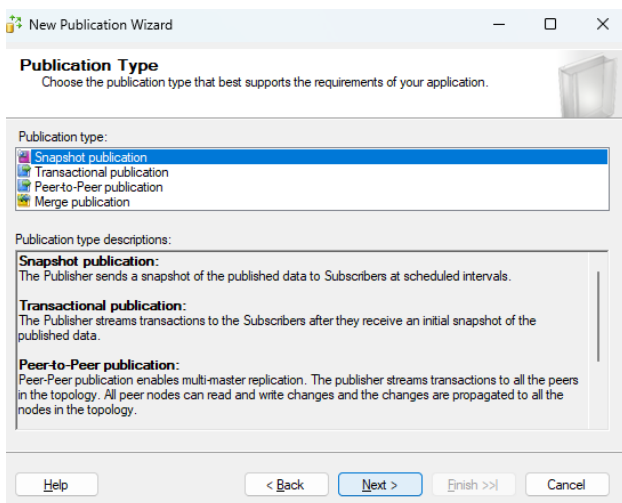 New Publication Wizard
Publication Type
Choose the publication type that best supports the requirements of your application.
Publication type:
Snapshot publication
Transactional publication
Peer-to-Peer publication
Merge publication
Publication type descriptions:
Snapshot publication:
The Publisher sends a snapshot of the published data to Subscribers at scheduled intervals.
Transactional publication:
The Publisher streams transactions to the Subscribers after they receive an initial snapshot of the
published data.
Peer-to-Peer publication:
Peer-Peer publication enables multi-master replication. The publisher streams transactions to all the peers
in the topology. All peer nodes can read and write changes and the changes are propagated to all the
nodes in the topology.
Help < Back Next > Finish >>| Cancel